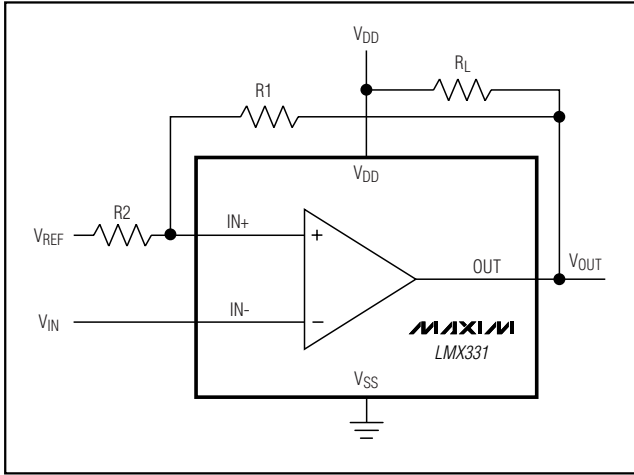 VDD
RL
R1
VDD
R2
IN+
VREF
+
OUT
VOUT
IN-
VIN
−
MAXIM
LMX331
VSS